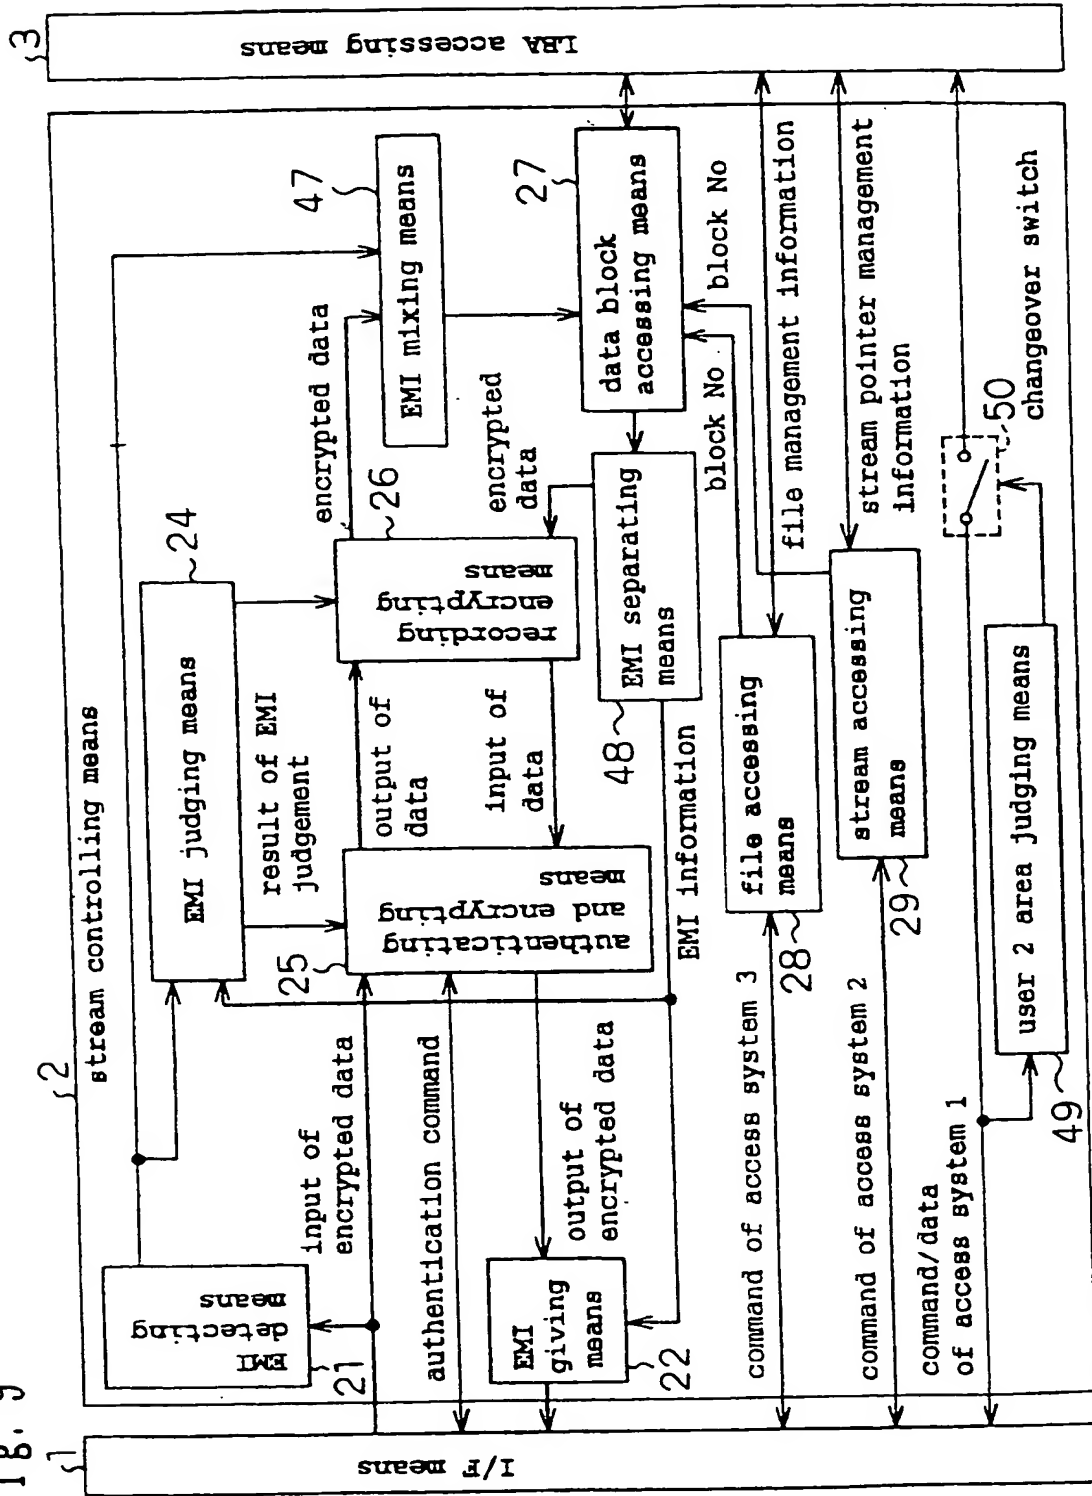 ig. 9
1
I/F means
2
stream controlling means
3
LBA accessing means
EMI detecting means
21
EMI judging means
24
result of EMI
judgement
input of
encrypted data
authentication command
25
authenticating
and encrypting
means
output of
data
input of
data
recording
encrypting
means
26
encrypted data
EMI mixing means
47
encrypted
data
data block
accessing means
27
EMI separating
means
48
EMI information
output of
encrypted data
EMI
giving
means
22
block No
block No
command of access system 3
file accessing
means
28
file management information
command of access system 2
stream accessing
means
29
stream pointer management
information
command/data
of access system 1
user 2 area judging means
49
50
changeover switch